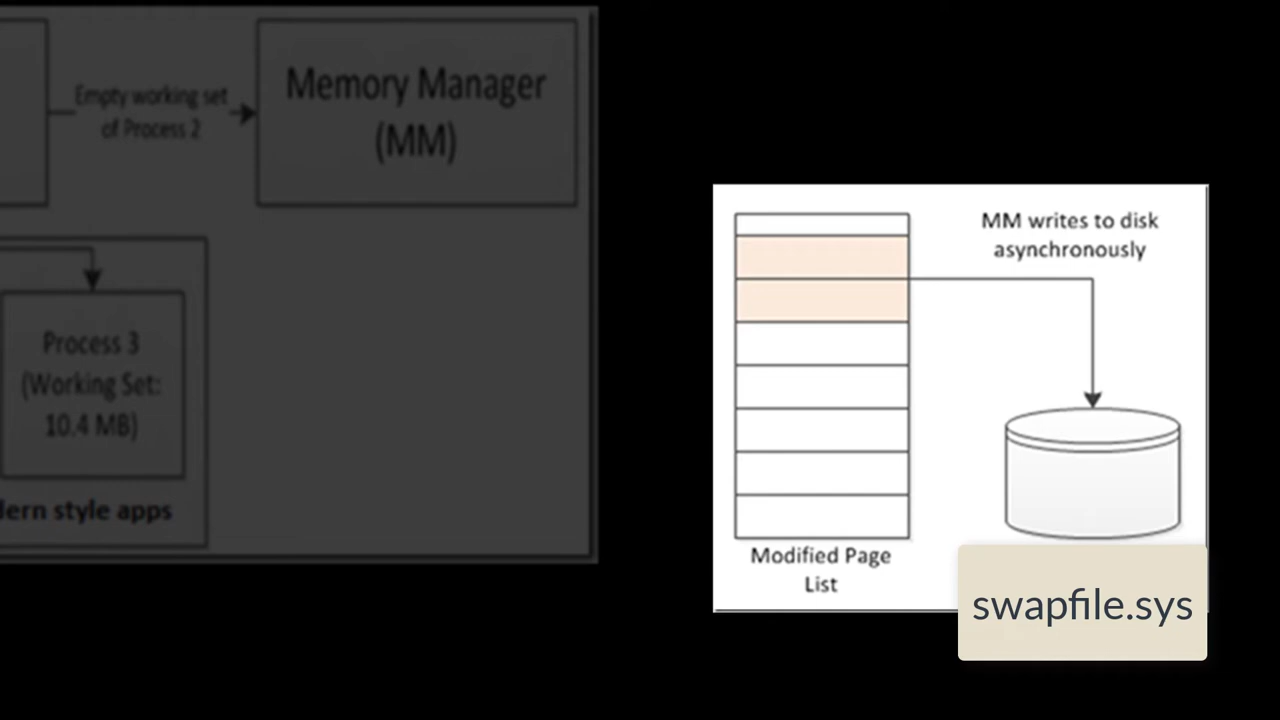 Empty working set
of Process 2
Memory Manager
(MM)
Process 3
(Working Set:
10.4 MB)
dern style apps
MM writes to disk
asynchronously
Modified Page
List
swapfile.sys